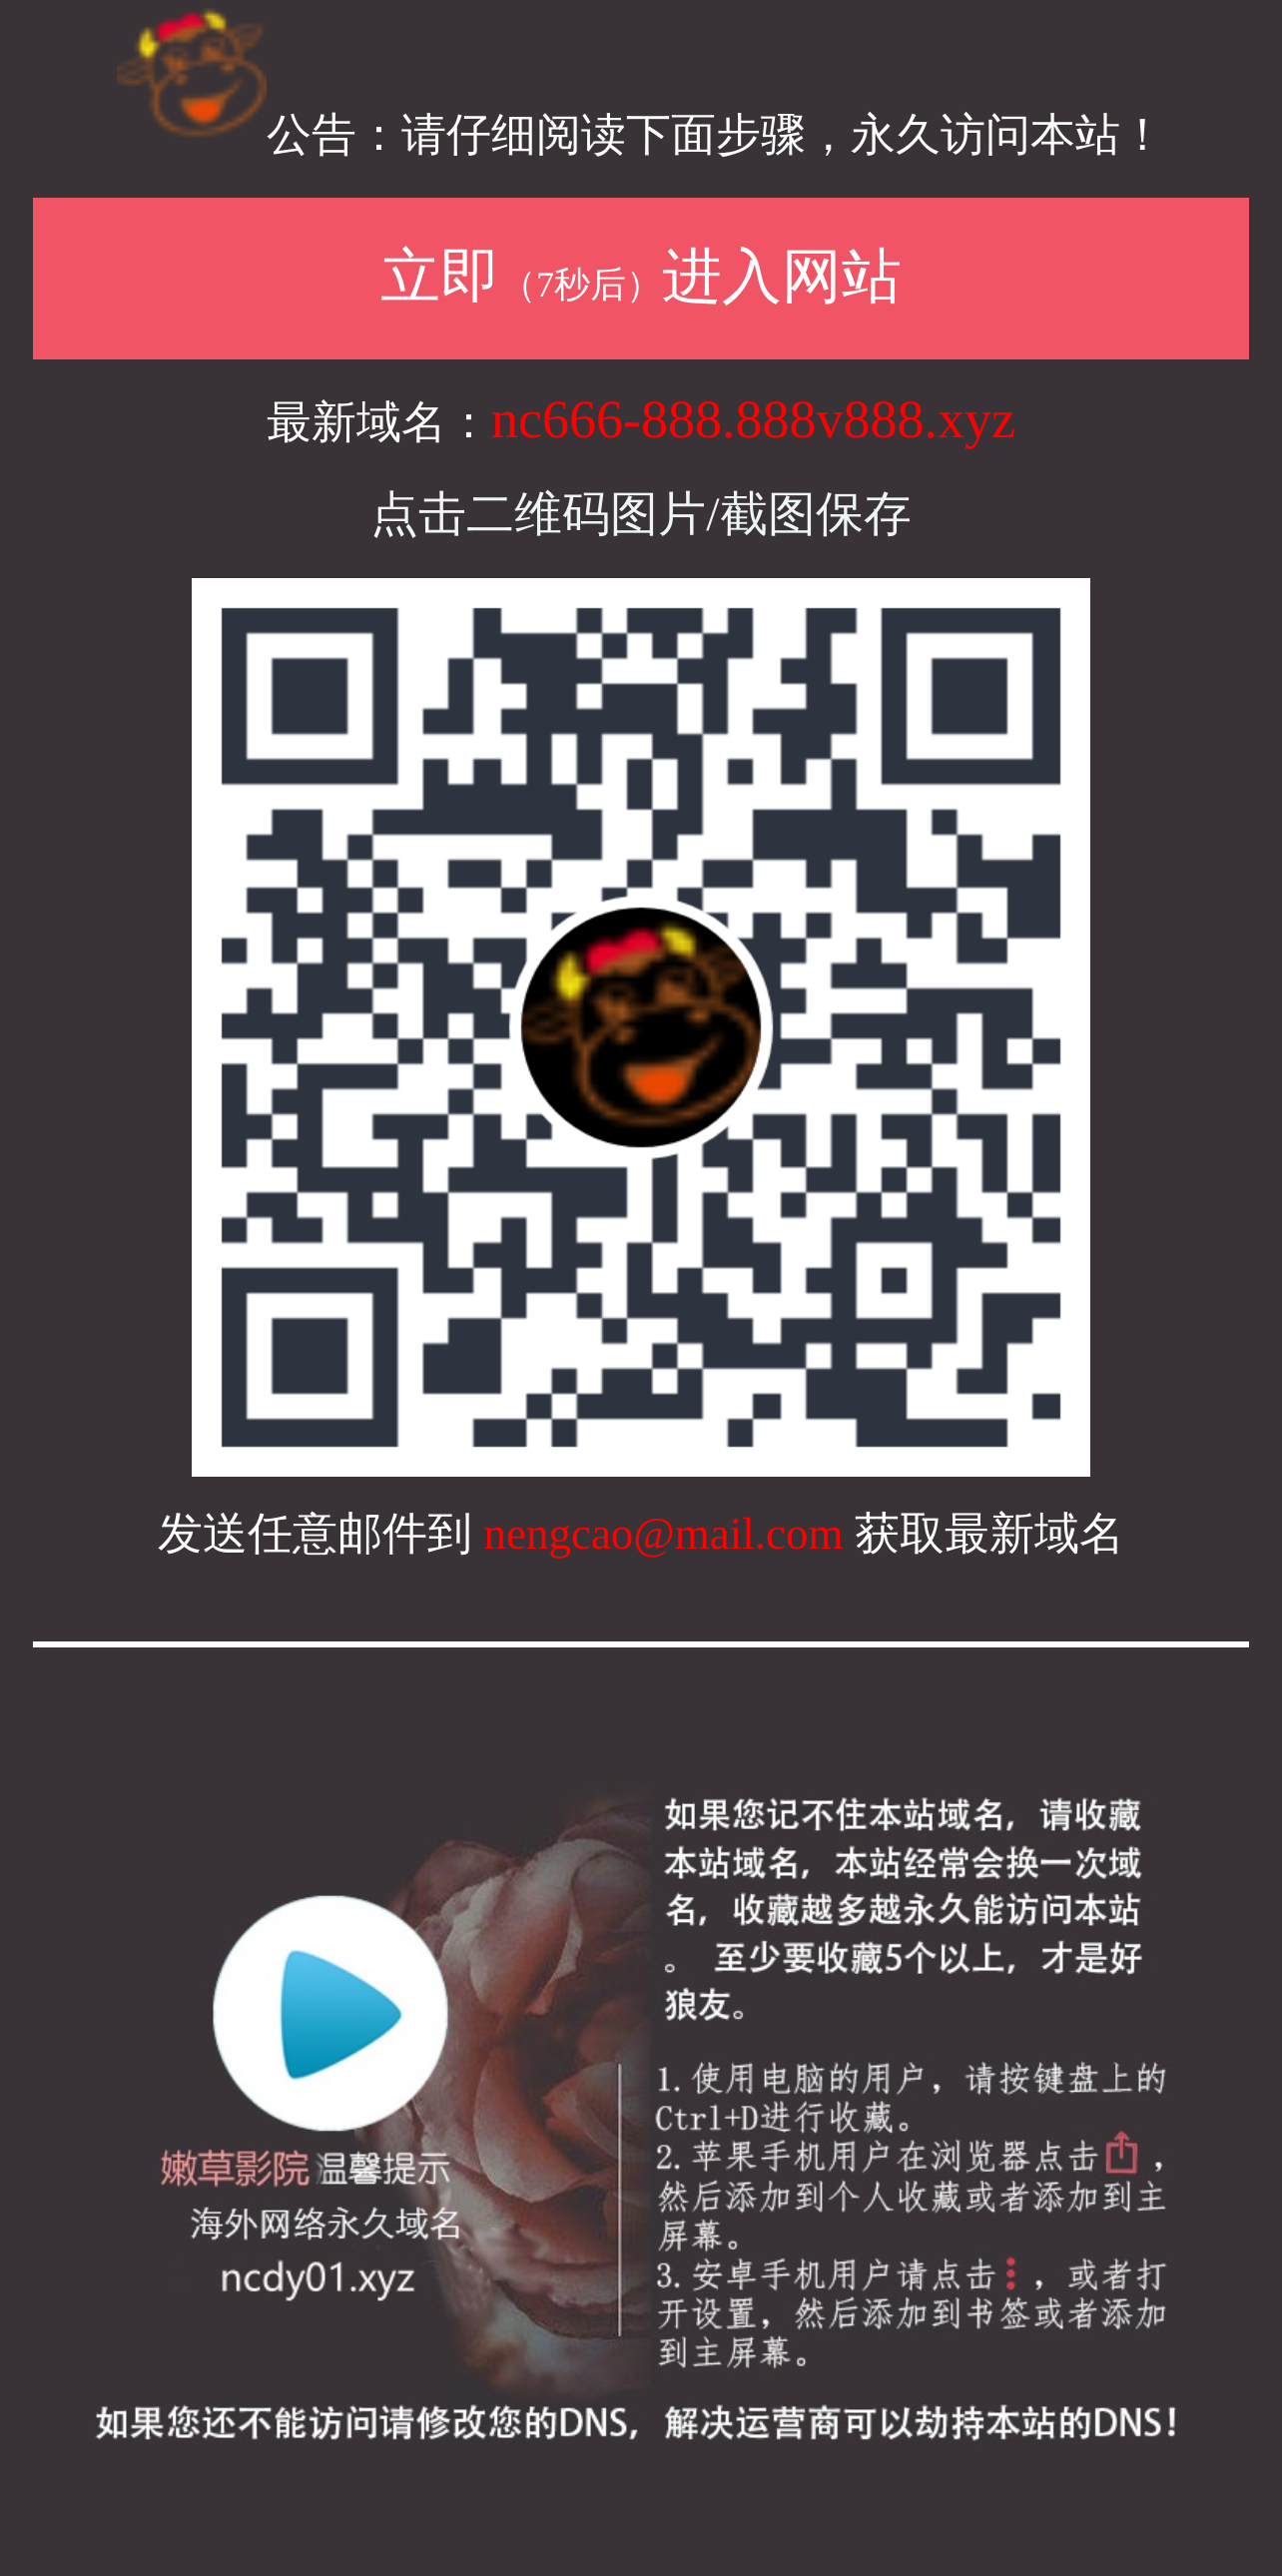 公告：请仔细阅读下面步骤，永久访问本站！
立即（7秒后）进入网站
最新域名：nc666-888.888v888.xyz
点击二维码图片/截图保存
发送任意邮件到 nengcao@mail.com 获取最新域名
如果您记不住本站域名，请收藏
本站域名，本站经常会换一次域
名，收藏越多越永久能访问本站
。 至少要收藏5个以上，才是好
狼友。
嫩草影院 温馨提示
海外网络永久域名
ncdy01.xyz
1.使用电脑的用户，请按键盘上的
Ctrl+D进行收藏。
2.苹果手机用户在浏览器点击，
然后添加到个人收藏或者添加到主
屏幕。
3.安卓手机用户请点击，或者打
开设置，然后添加到书签或者添加
到主屏幕。
如果您还不能访问请修改您的DNS，解决运营商可以劫持本站的DNS！